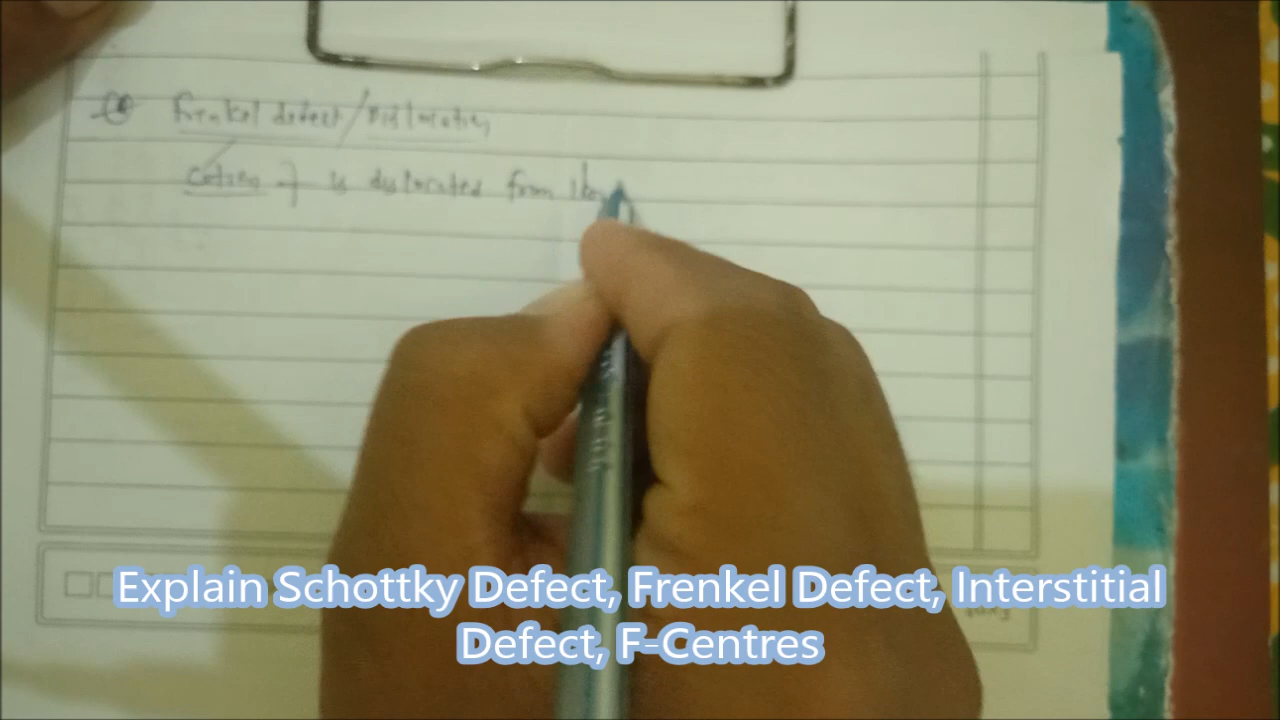 Frenkel defect/Dislocation
Cation is dislocated from
Explain Schottky Defect, Frenkel Defect, Interstitial
Defect, F-Centres